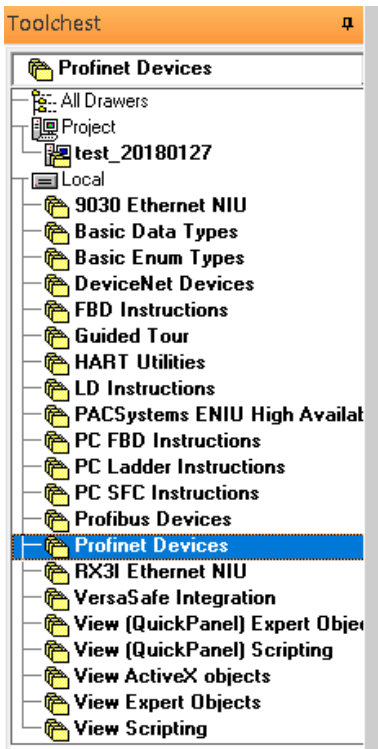 Toolchest
Profinet Devices
All Drawers
Project
test_20180127
Local
9030 Ethernet NIU
Basic Data Types
Basic Enum Types
DeviceNet Devices
FBD Instructions
Guided Tour
HART Utilities
LD Instructions
PACSystems ENIU High Availab
PC FBD Instructions
PC Ladder Instructions
PC SFC Instructions
Profibus Devices
Profinet Devices
RX3I Ethernet NIU
VersaSafe Integration
View (QuickPanel) Expert Objec
View (QuickPanel) Scripting
View ActiveX objects
View Expert Objects
View Scripting